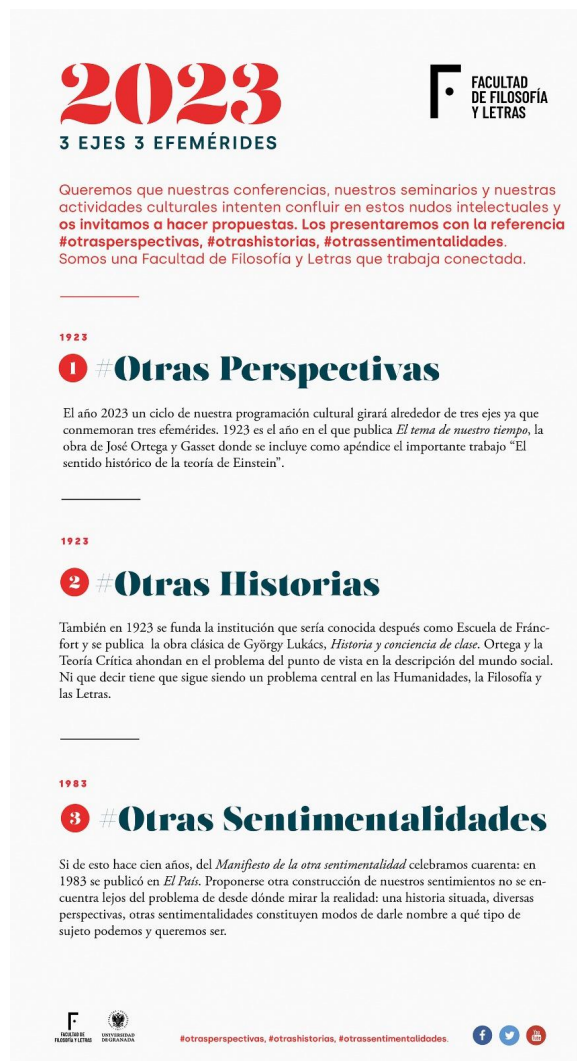 2023
3 EJES 3 EFEMÉRIDES
FACULTAD
DE FILOSOFÍA
Y LETRAS
Queremos que nuestras conferencias, nuestros seminarios y nuestras
actividades culturales intenten confluir en estos nudos intelectuales y
os invitamos a hacer propuestas. Los presentaremos con la referencia
#otrasperspectivas, #otrashistorias, #otrassentimentalidades.
Somos una Facultad de Filosofía y Letras que trabaja conectada.
1923
1 #Otras Perspectivas
El año 2023 un ciclo de nuestra programación cultural girará alrededor de tres ejes ya que
conmemoran tres efemérides. 1923 es el año en el que publica El tema de nuestro tiempo, la
obra de José Ortega y Gasset donde se incluye como apéndice el importante trabajo “El
sentido histórico de la teoría de Einstein”.
1923
2 #Otras Historias
También en 1923 se funda la institución que sería conocida después como Escuela de Fránc-
fort y se publica la obra clásica de György Lukács, Historia y conciencia de clase. Ortega y la
Teoría Crítica ahondan en el problema del punto de vista en la descripción del mundo social.
Ni que decir tiene que sigue siendo un problema central en las Humanidades, la Filosofía y
las Letras.
1983
3 #Otras Sentimentalidades
Si de esto hace cien años, del Manifiesto de la otra sentimentalidad celebramos cuarenta: en
1983 se publicó en El País. Proponerse otra construcción de nuestros sentimientos no se en-
cuentra lejos del problema de desde dónde mirar la realidad: una historia situada, diversas
perspectivas, otras sentimentalidades constituyen modos de darle nombre a qué tipo de
sujeto podemos y queremos ser.
FACULTAD DE
FILOSOFÍA Y LETRAS
UNIVERSIDAD
DE GRANADA
#otrasperspectivas, #otrashistorias, #otrassentimentalidades.
You
Tube